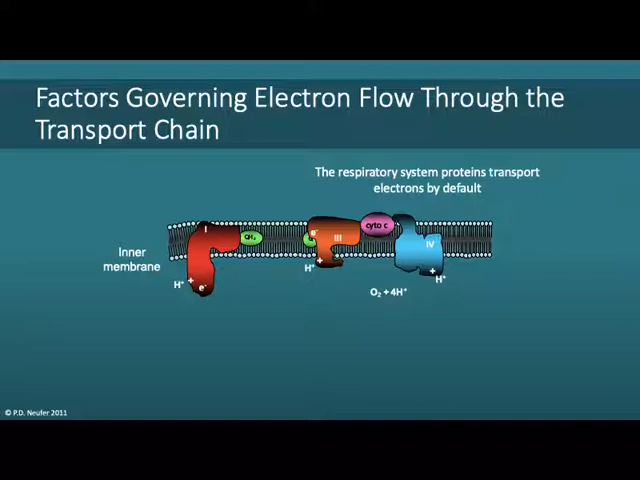 Factors Governing Electron Flow Through the
Transport Chain
The respiratory system proteins transport
electrons by default
I
e-
III
cyto c
IV
Inner
membrane
H+
+
e-
H+
+
+
H+
O₂ + 4H+
© P.D. Neufer 2011